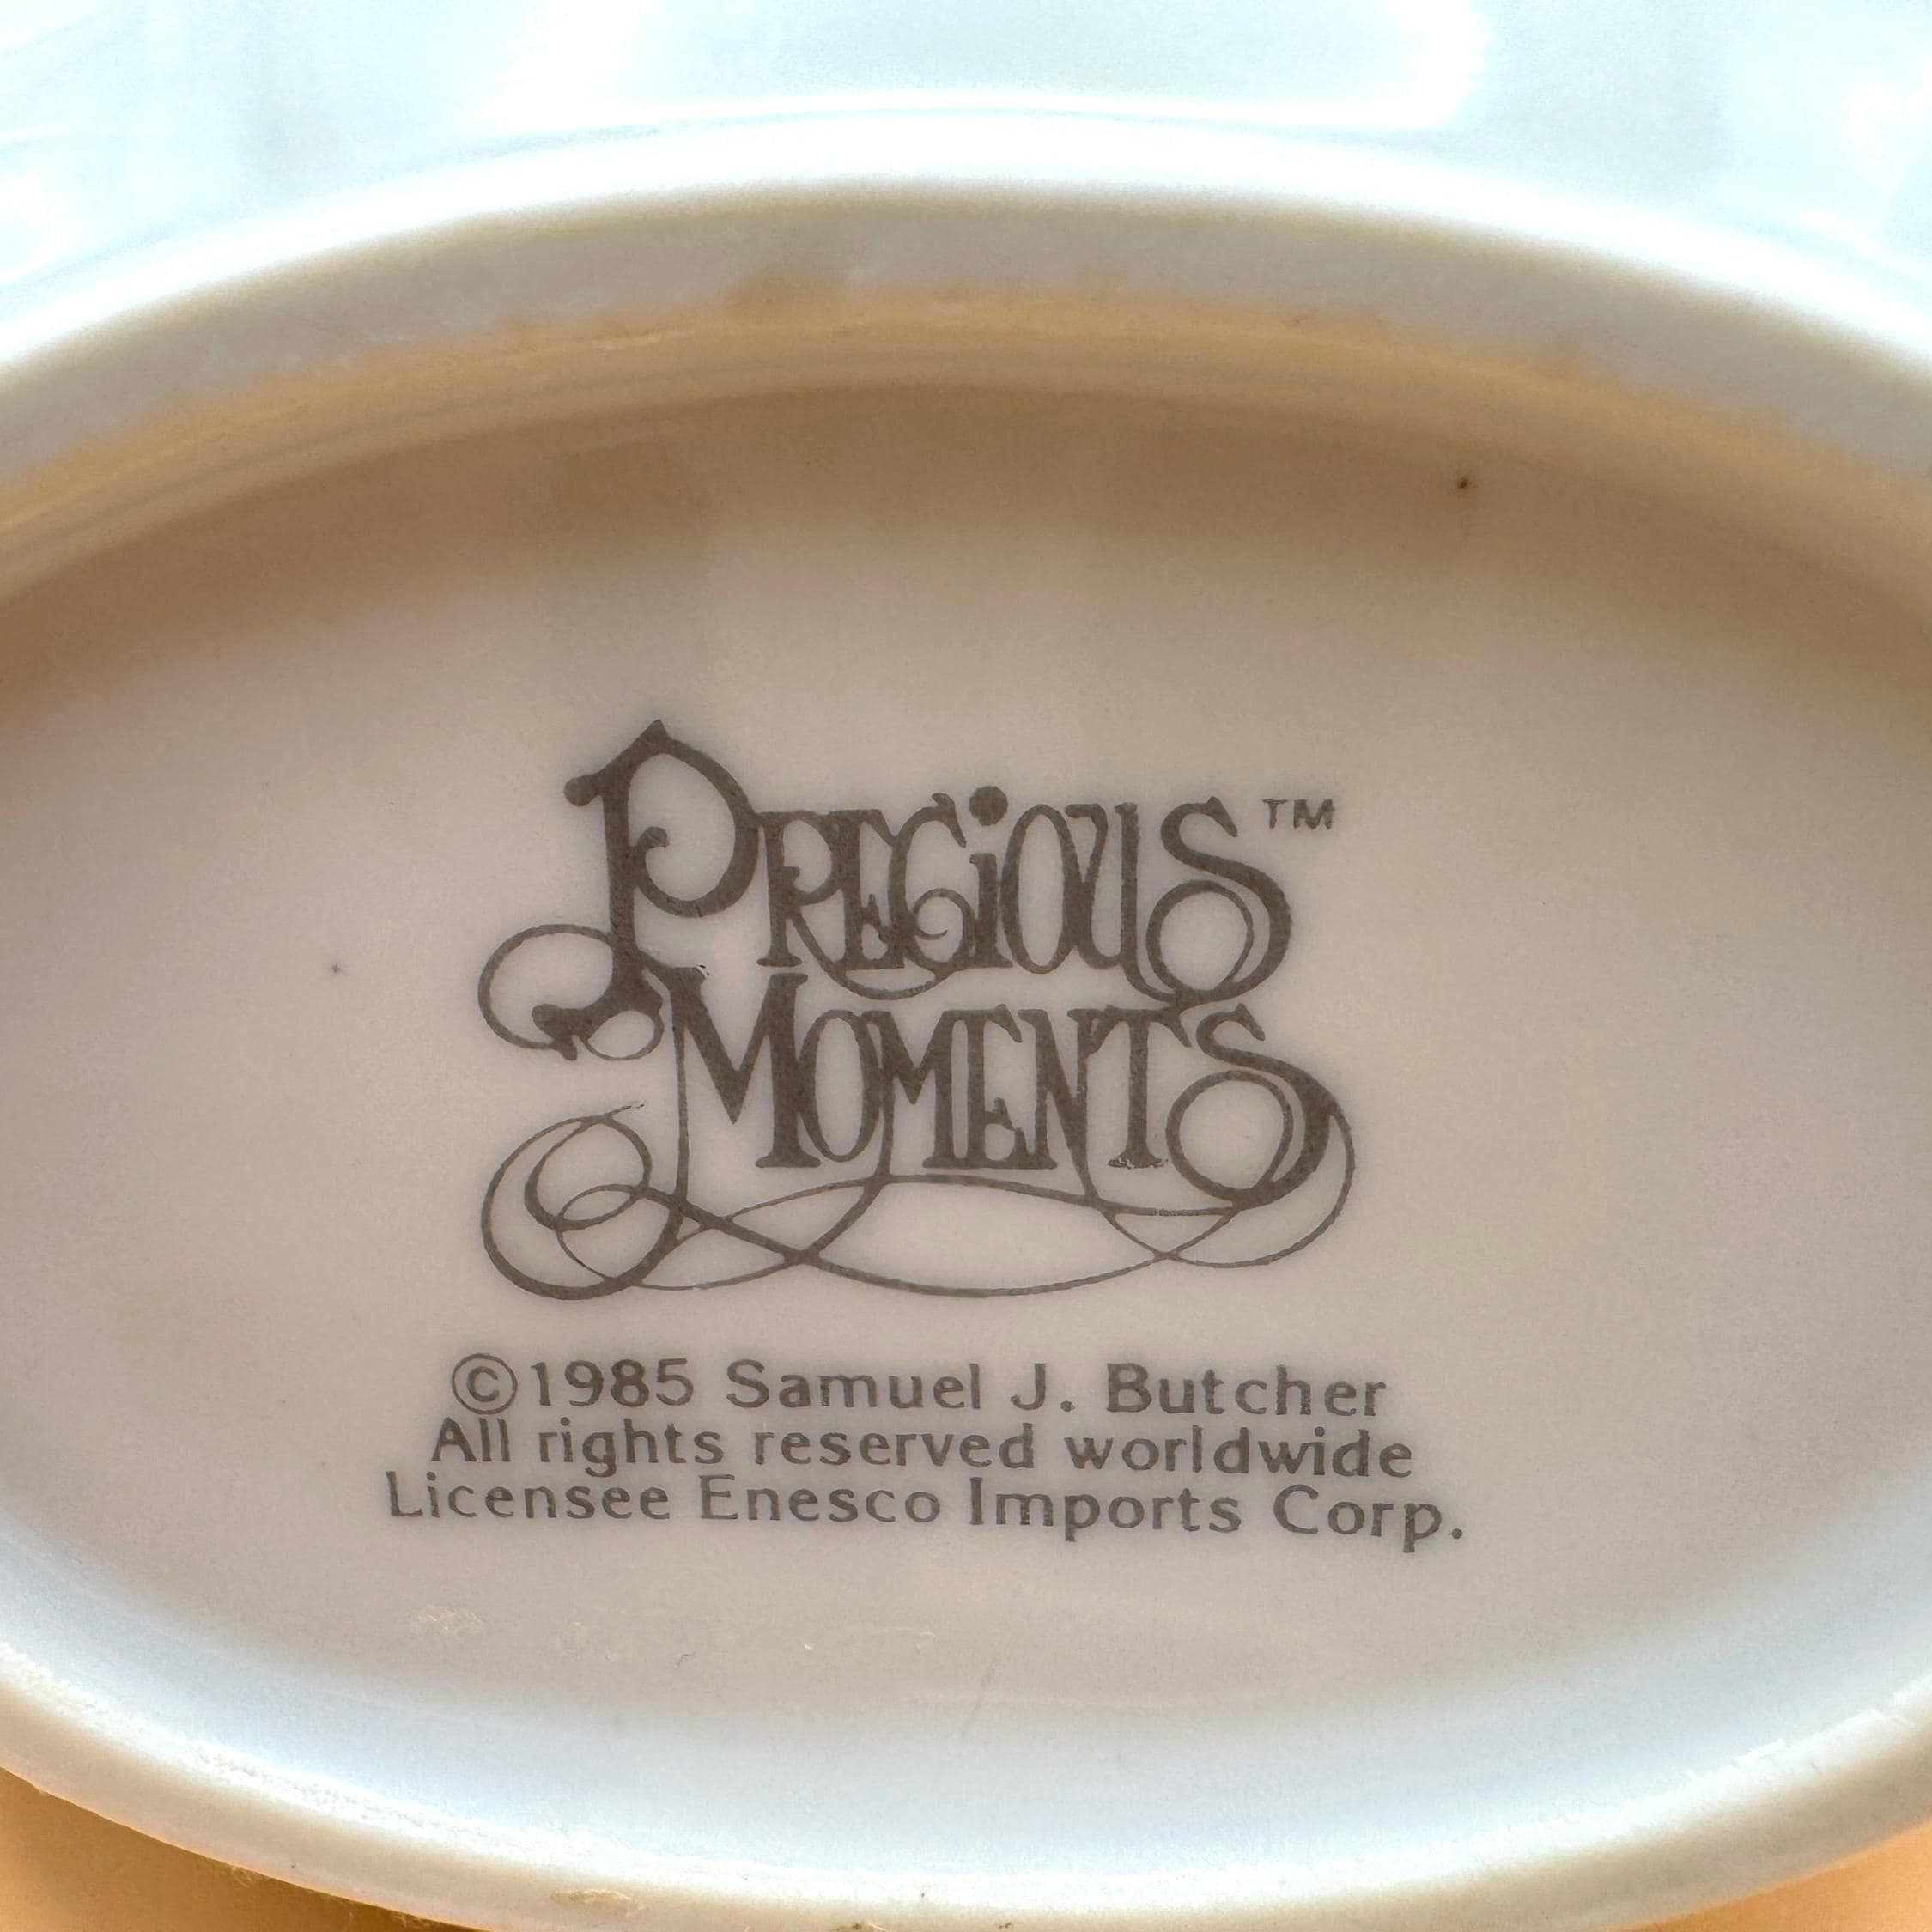 PRECiOUS™
MOMENTS
©1985 Samuel J. Butcher
All rights reserved worldwide
Licensee Enesco Imports Corp.